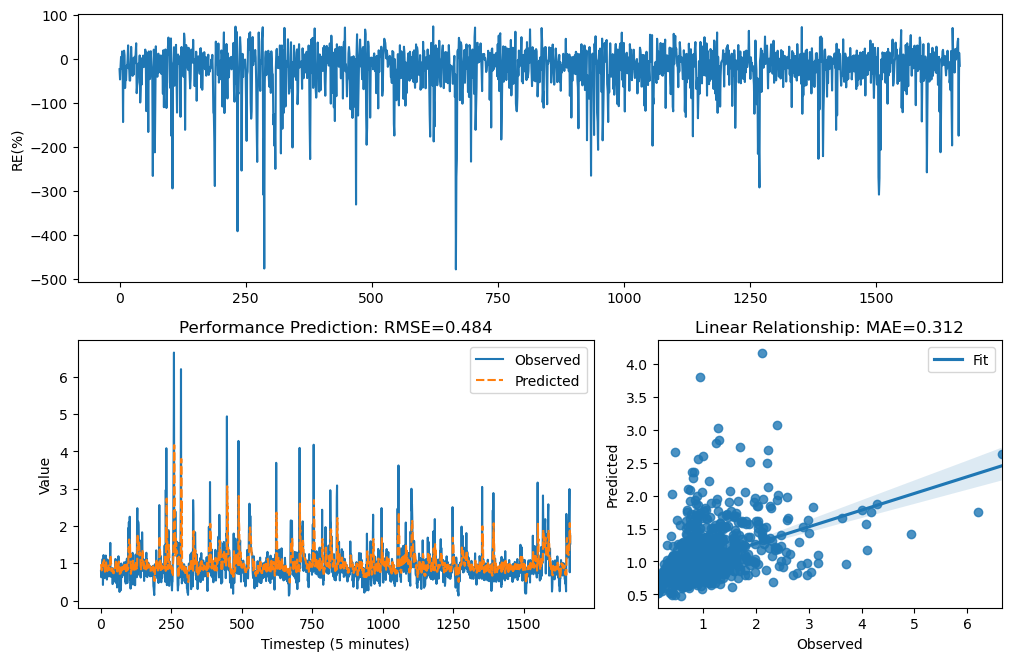 100
0
−100
−200
−300
−400
−500
RE(%)
0 250 500 750 1000 1250 1500
Performance Prediction: RMSE=0.484
Observed
Predicted
6
5
4
3
2
1
0
Value
0 250 500 750 1000 1250 1500
Timestep (5 minutes)
Linear Relationship: MAE=0.312
Fit
4.0
3.5
3.0
2.5
2.0
1.5
1.0
0.5
Predicted
1 2 3 4 5 6
Observed